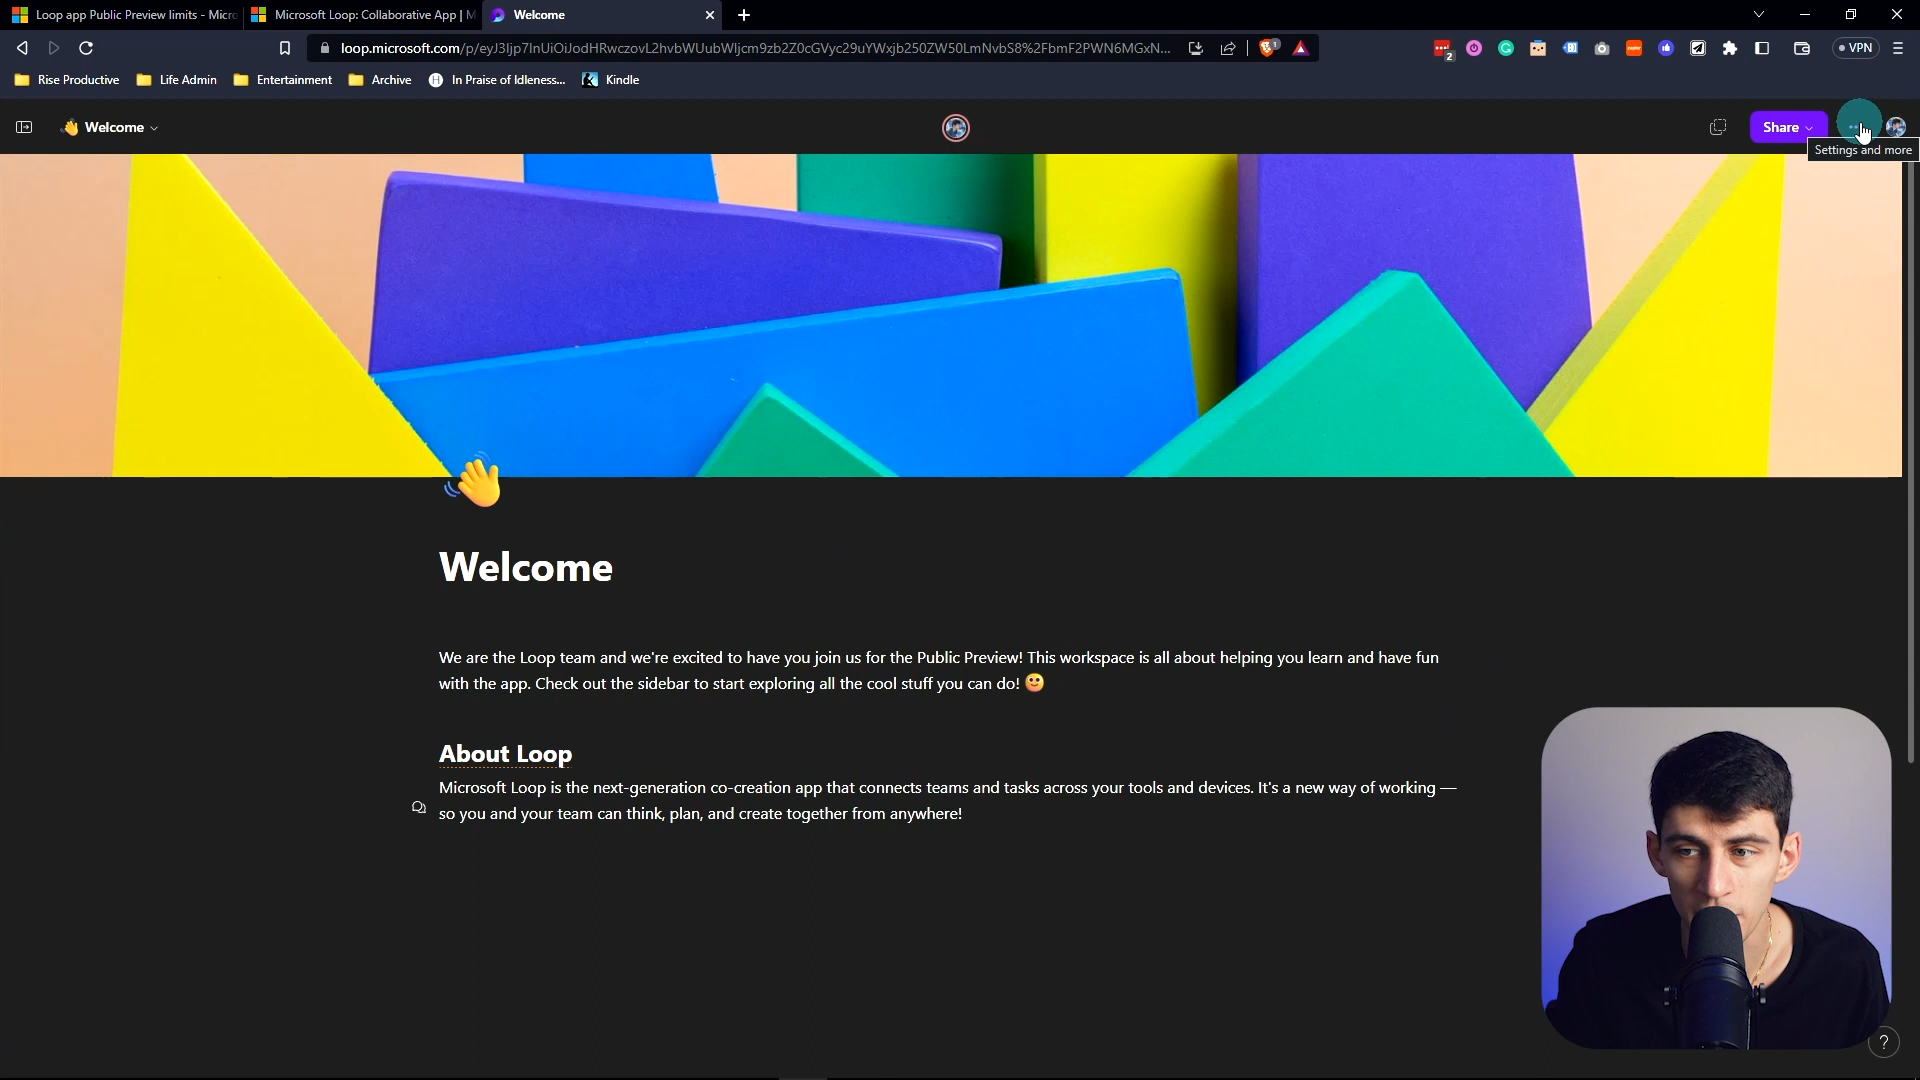 Loop app Public Preview limits - Micro
Microsoft Loop: Collaborative App | M
Welcome
loop.microsoft.com/p/eyJ3Ijp7InUiOiJodHRwczovL2hvbWUubWljcm9zb2Z0cGVyc29uYWxjb250ZW50LmNvbS8%2FbmF2PWN6MGxN...
1
2
VPN
Rise Productive
Life Admin
Entertainment
Archive
In Praise of Idleness...
Kindle
Welcome
Share
Settings and more
Welcome
We are the Loop team and we're excited to have you join us for the Public Preview! This workspace is all about helping you learn and have fun
with the app. Check out the sidebar to start exploring all the cool stuff you can do! 🙂
About Loop
Microsoft Loop is the next-generation co-creation app that connects teams and tasks across your tools and devices. It's a new way of working —
so you and your team can think, plan, and create together from anywhere!
?